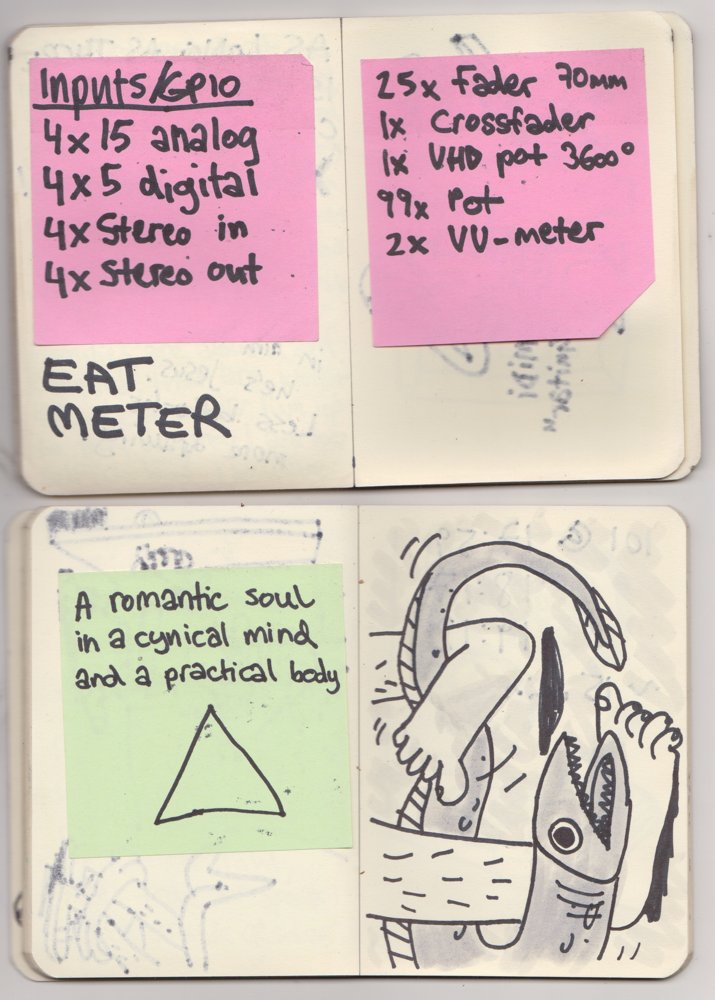 Inputs/GPIO
4x 15 analog
4x 5 digital
4x Stereo in
4x Stereo out
EAT
METER
25x Fader 70mm
1x Crossfader
1x VHD pot 3600°
99x Pot
2x VU-meter
A romantic soul
in a cynical mind
and a practical body